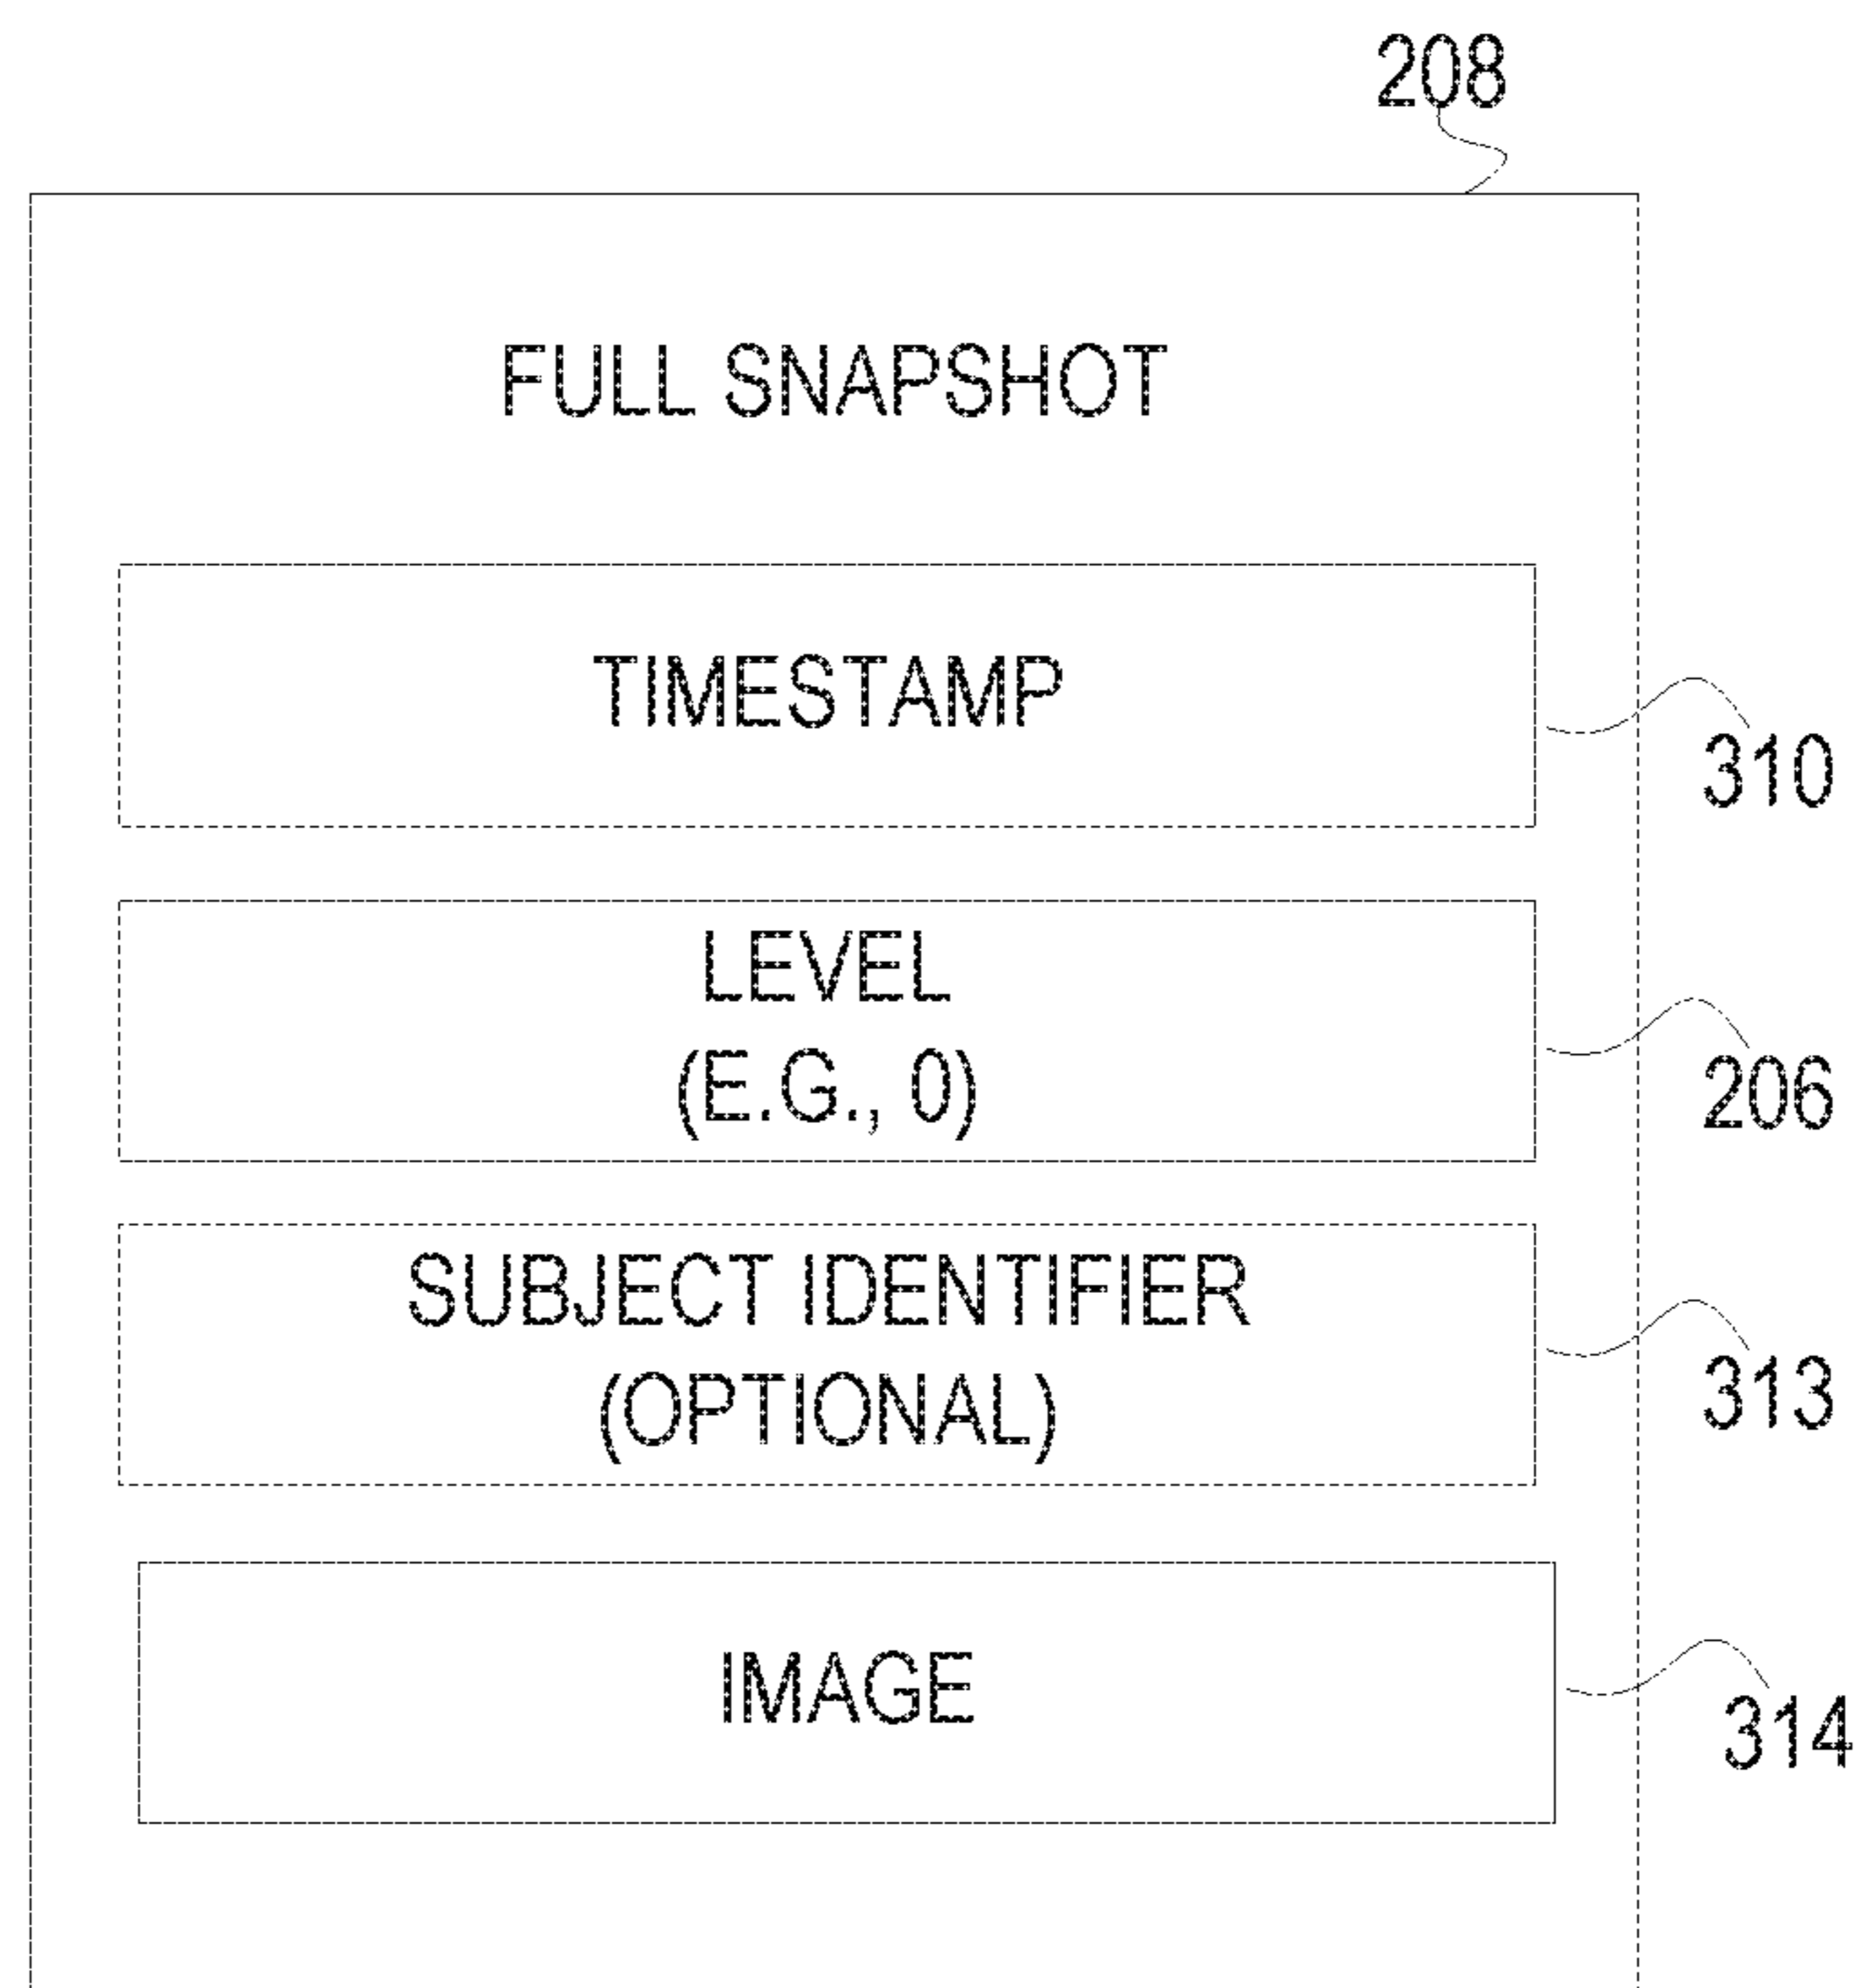 208
FULL SNAPSHOT
TIMESTAMP
310
LEVEL
(E.G., 0)
206
SUBJECT IDENTIFIER
(OPTIONAL)
313
IMAGE
314